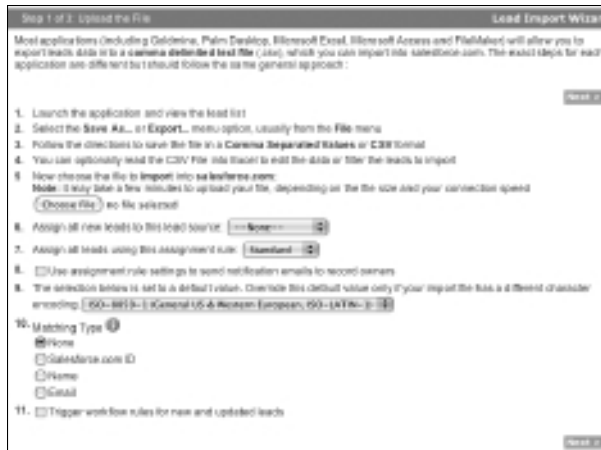 Step 1 of 3: Upload the File Lead Import Wizar
Most applications (including Goldmine, Palm Desktop, Microsoft Excel, Microsoft Access and FileMaker) will allow you to
export leads data into a comma delimited text file (.csv), which you can import into salesforce.com. The exact steps for each
application are different but should follow the same general approach:
Next >
1. Launch the application and view the lead list
2. Select the Save As... or Export... menu option, usually from the File menu
3. Follow the directions to save the file in a Comma Separated Values or CSV format
4. You can optionally read the CSV File into Excel to edit the data or filter the leads to import
5. Now choose the file to import into salesforce.com:
Note: It may take a few minutes to upload your file, depending on the file size and your connection speed
Choose File no file selected
6. Assign all new leads to this lead source: --None--
7. Assign all leads using this assignment rule: Standard
8. Use assignment rule settings to send notification emails to record owners
9. The selection below is set to a default value. Override this default value only if your import file has a different character
encoding. ISO-8859-1 (General US & Western European, ISO-LATIN-1)
10. Matching Type
None
Salesforce.com ID
Name
Email
11. Trigger workflow rules for new and updated leads
Next >